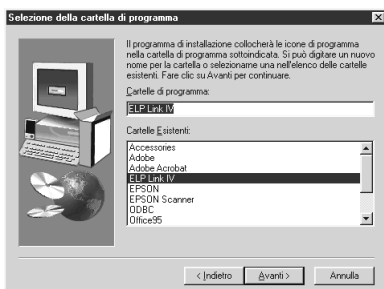 Selezione della cartella di programma
Il programma di installazione collocherà le icone di programma
nella cartella di programma sottoindicata. Si può digitare un nuovo
nome per la cartella o selezionarne una nell'elenco delle cartelle
esistenti. Fare clic su Avanti per continuare.
Cartelle di programma:
ELP Link IV
Cartelle Esistenti:
Accessories
Adobe
Adobe Acrobat
ELP Link IV
EPSON
EPSON Scanner
ODBC
Office95
< Indietro
Avanti >
Annulla